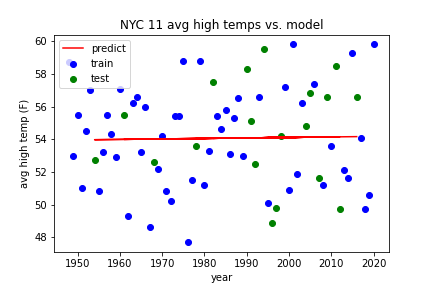 NYC 11 avg high temps vs. model
predict
train
test
60
58
56
54
52
50
48
avg high temp (F)
1950
1960
1970
1980
1990
2000
2010
2020
year